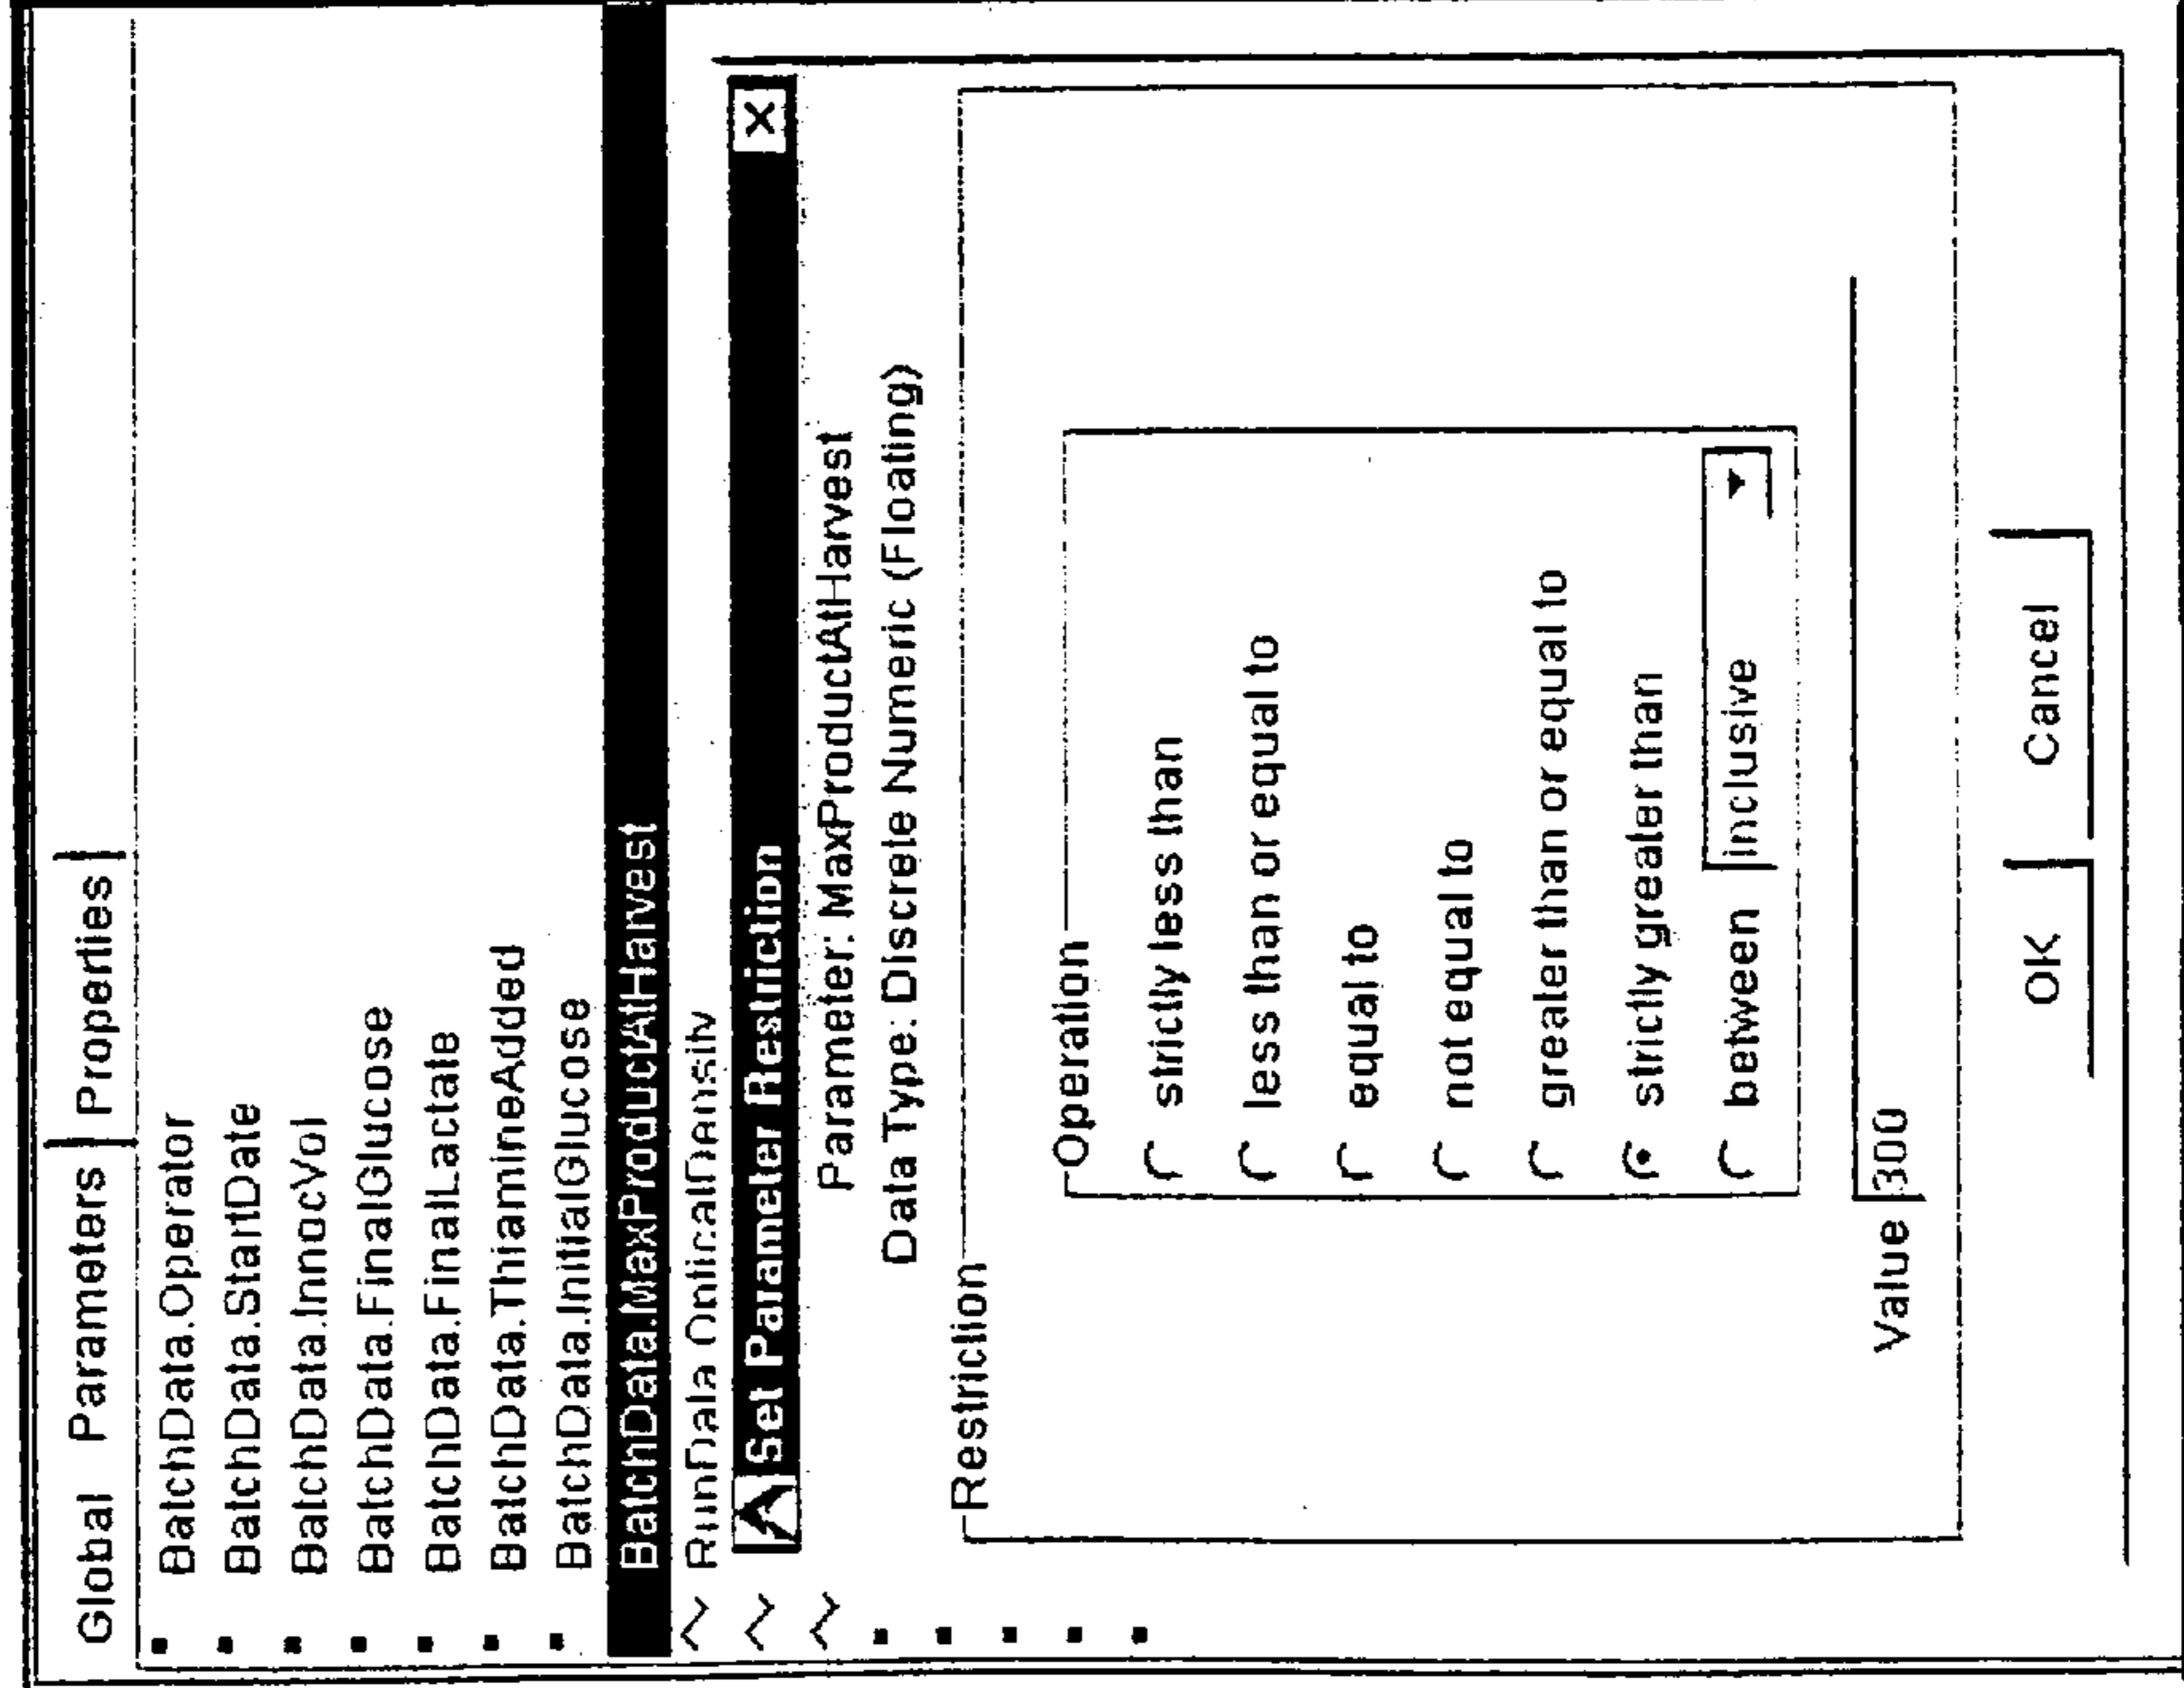 Global Parameters Properties
BatchData.Operator
BatchData.StartDate
BatchData.InnocVol
BatchData.FinalGlucose
BatchData.FinalLactate
BatchData.ThiamineAdded
BatchData.InitialGlucose
BatchData.MaxProductAtHarvest
RunData.OpticalDensity
Set Parameter Restriction
Parameter: MaxProductAtHarvest
Data Type: Discrete Numeric (Floating)
Restriction
Operation
strictly less than
less than or equal to
equal to
not equal to
greater than or equal to
strictly greater than
between inclusive
Value 300
OK Cancel